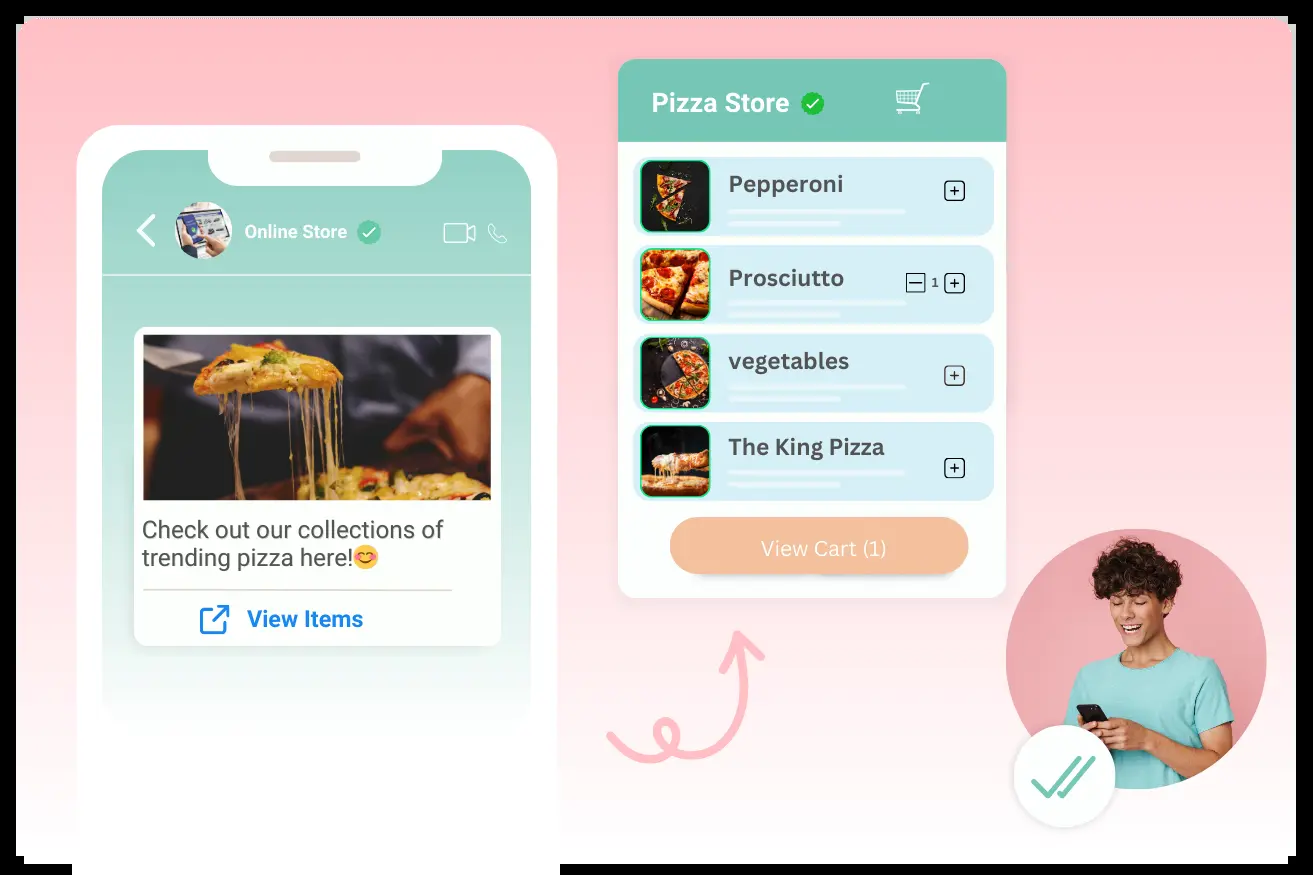 Online Store
Check out our collections of
trending pizza here!😊
View Items
Pizza Store
Pepperoni
Prosciutto
1
vegetables
The King Pizza
View Cart (1)